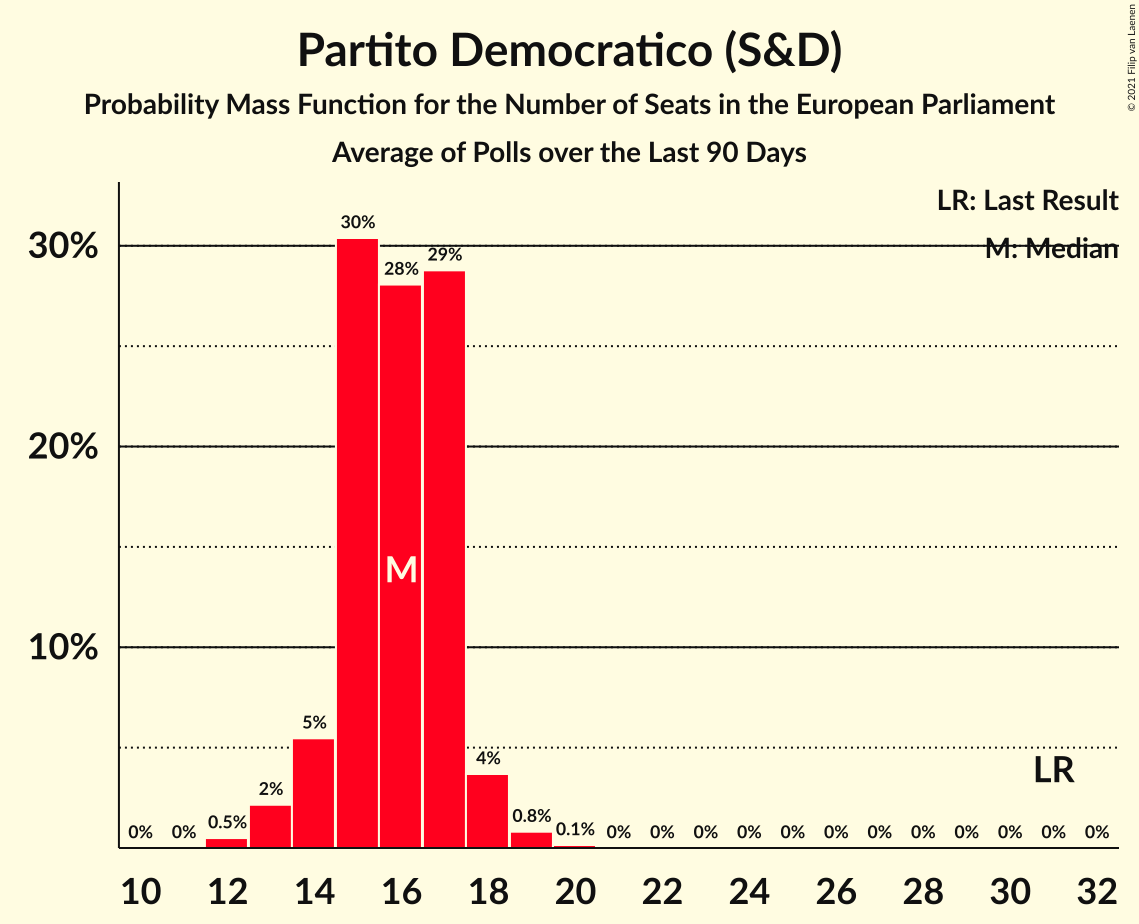 Partito Democratico (S&D)
Probability Mass Function for the Number of Seats in the European Parliament
Average of Polls over the Last 90 Days
© 2021 Filip van Laenen
LR: Last Result
M: Median
30%
20%
10%
0% 0% 0.5% 2% 5% 30% 28% 29% 4% 0.8% 0.1% 0% 0% 0% 0% 0% 0% 0% 0% 0% 0% 0% 0%
M
LR
10 12 14 16 18 20 22 24 26 28 30 32